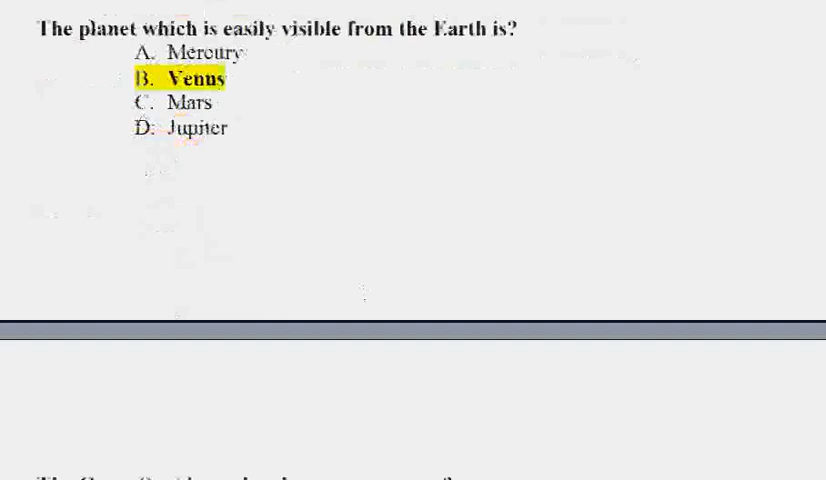 The planet which is easily visible from the Earth is?
A. Mercury
B. Venus
C. Mars
D. Jupiter